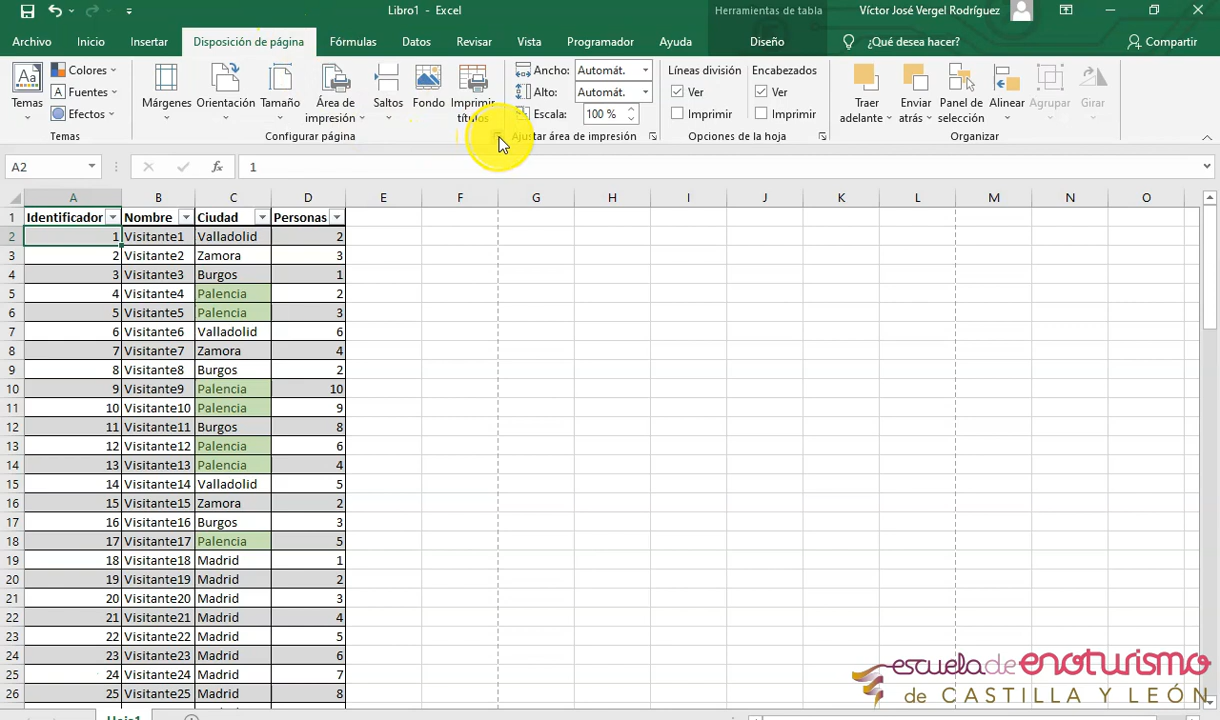 Libro1 - Excel
Herramientas de tabla
Víctor José Vergel Rodríguez
Archivo Inicio Insertar Disposición de página Fórmulas Datos Revisar Vista Programador Ayuda Diseño ¿Qué desea hacer? Compartir
Temas
Colores
Fuentes
Efectos
Temas
Márgenes Orientación Tamaño Área de impresión Saltos Fondo Imprimir títulos
Configurar página
Ancho: Automát.
Alto: Automát.
Escala: 100 %
Ajustar área de impresión
Líneas división Encabezados
Ver Ver
Imprimir Imprimir
Opciones de la hoja
Traer adelante Enviar atrás Panel de selección Alinear Agrupar Girar
Organizar
A2 fx 1
A B C D E F G H I J K L M N O
1 Identificador Nombre Ciudad Personas
2 1 Visitante1 Valladolid 2
3 2 Visitante2 Zamora 3
4 3 Visitante3 Burgos 1
5 4 Visitante4 Palencia 2
6 5 Visitante5 Palencia 3
7 6 Visitante6 Valladolid 6
8 7 Visitante7 Zamora 4
9 8 Visitante8 Burgos 2
10 9 Visitante9 Palencia 10
11 10 Visitante10 Palencia 9
12 11 Visitante11 Burgos 8
13 12 Visitante12 Palencia 6
14 13 Visitante13 Palencia 4
15 14 Visitante14 Valladolid 5
16 15 Visitante15 Zamora 2
17 16 Visitante16 Burgos 3
18 17 Visitante17 Palencia 5
19 18 Visitante18 Madrid 1
20 19 Visitante19 Madrid 2
21 20 Visitante20 Madrid 3
22 21 Visitante21 Madrid 4
23 22 Visitante22 Madrid 5
24 23 Visitante23 Madrid 6
25 24 Visitante24 Madrid 7
26 25 Visitante25 Madrid 8
Hoja1
escuela de enoturismo
de CASTILLA Y LEÓN